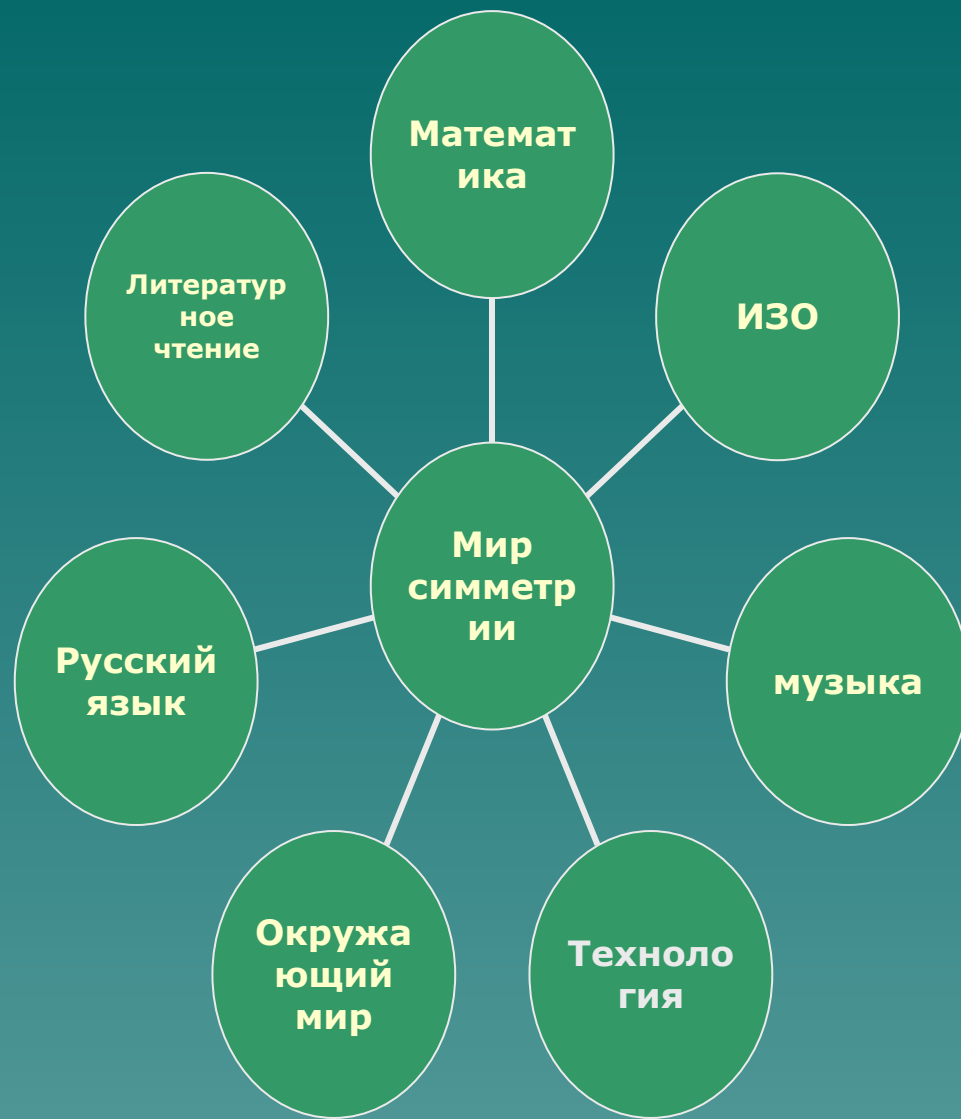 Математ
ика
Литератур
ное
чтение
ИЗО
Мир
симметр
ии
Русский
язык
музыка
Окружа
ющий
мир
Техноло
гия